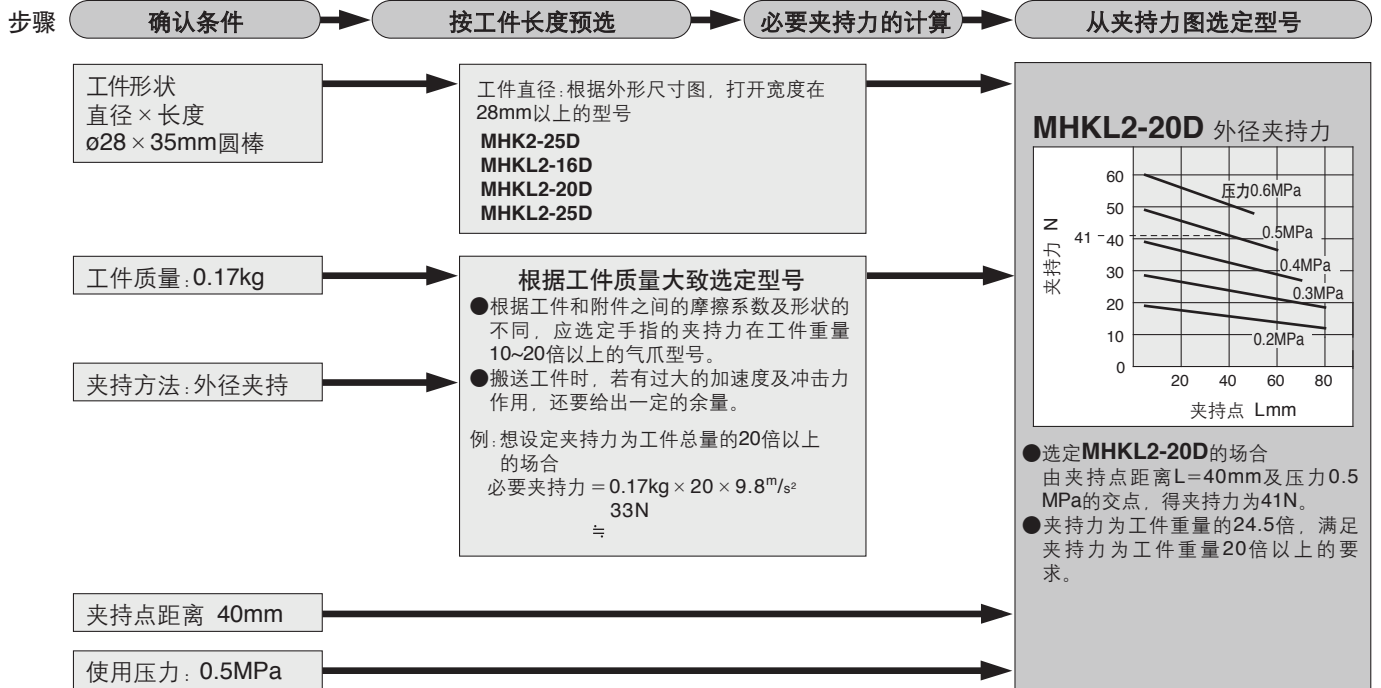 步骤
确认条件
按工件长度预选
必要夹持力的计算
从夹持力图选定型号
工件形状
直径×长度
ø28×35mm圆棒
工件直径:根据外形尺寸图，打开宽度在
28mm以上的型号
MHK2-25D
MHKL2-16D
MHKL2-20D
MHKL2-25D
工件质量:0.17kg
夹持方法:外径夹持
根据工件质量大致选定型号
●根据工件和附件之间的摩擦系数及形状的
不同，应选定手指的夹持力在工件重量
10~20倍以上的气爪型号。
●搬送工件时，若有过大的加速度及冲击力
作用，还要给出一定的余量。
例:想设定夹持力为工件总量的20倍以上
的场合
必要夹持力＝0.17kg×20×9.8m/s²
33N
≒
夹持点距离 40mm
使用压力: 0.5MPa
MHKL2-20D 外径夹持力
夹持力 N
60
50
41
40
30
20
10
0
压力0.6MPa
0.5MPa
0.4MPa
0.3MPa
0.2MPa
20 40 60 80
夹持点 Lmm
●选定MHKL2-20D的场合
由夹持点距离L＝40mm及压力0.5
MPa的交点，得夹持力为41N。
●夹持力为工件重量的24.5倍，满足
夹持力为工件重量20倍以上的要
求。